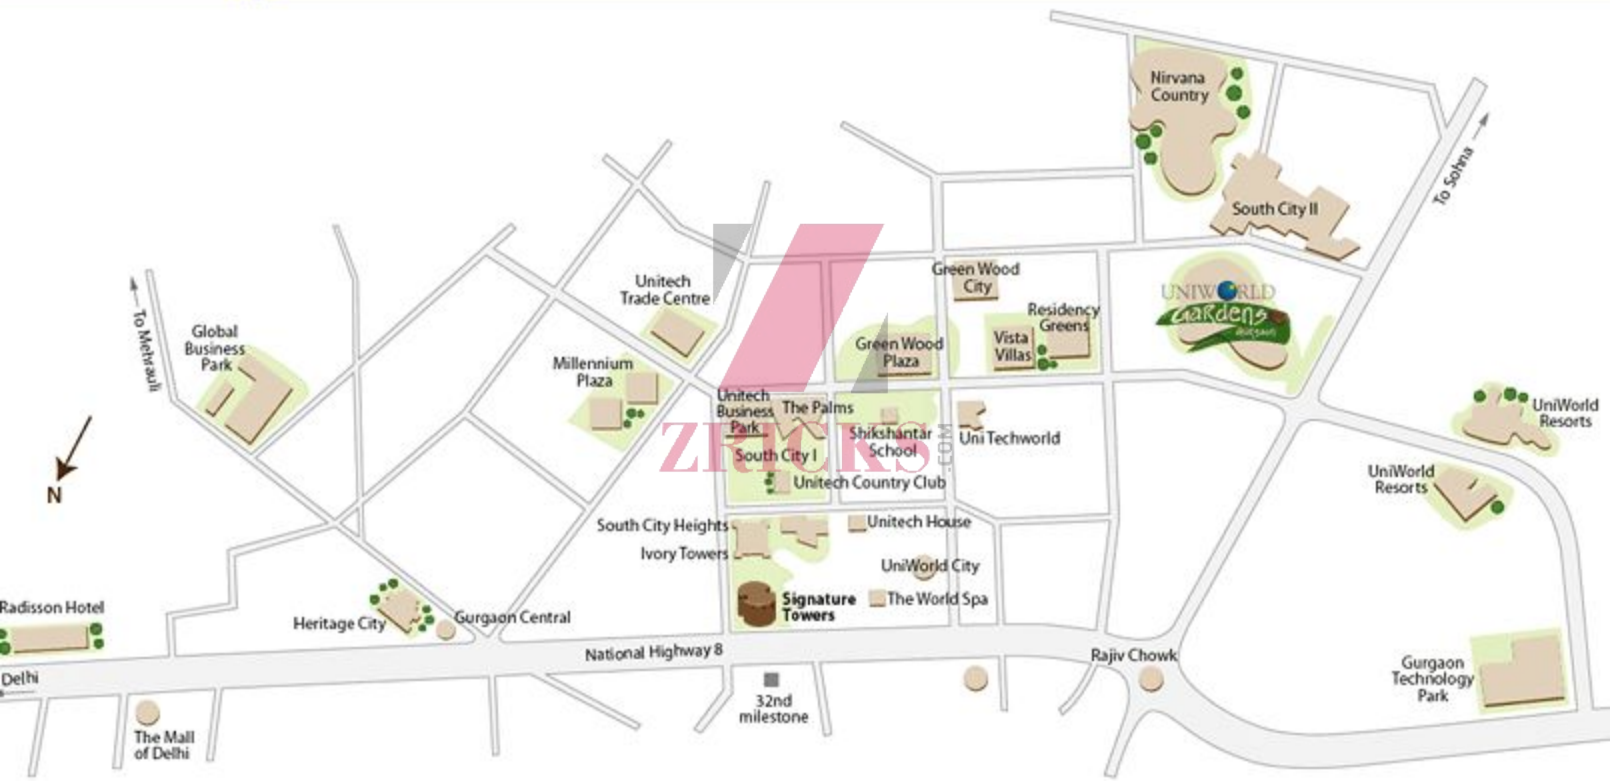 Nirvana
Country
To Sohna
South City II
Green Wood
City
Unitech
Trade Centre
UNIWORLD
Gardens
To Mehrauli
Global
Business
Park
Residency
Greens
Vista
Villas
Green Wood
Plaza
Millennium
Plaza
Unitech
Business
Park
The Palms
Shikshantar
School
Uni Techworld
UniWorld
Resorts
ZRICKS
.COM
South City I
Unitech Country Club
UniWorld
Resorts
N
South City Heights
Unitech House
Ivory Towers
UniWorld City
Radisson Hotel
Heritage City
Gurgaon Central
Signature
Towers
The World Spa
National Highway 8
Rajiv Chowk
Delhi
Gurgaon
Technology
Park
32nd
milestone
The Mall
of Delhi